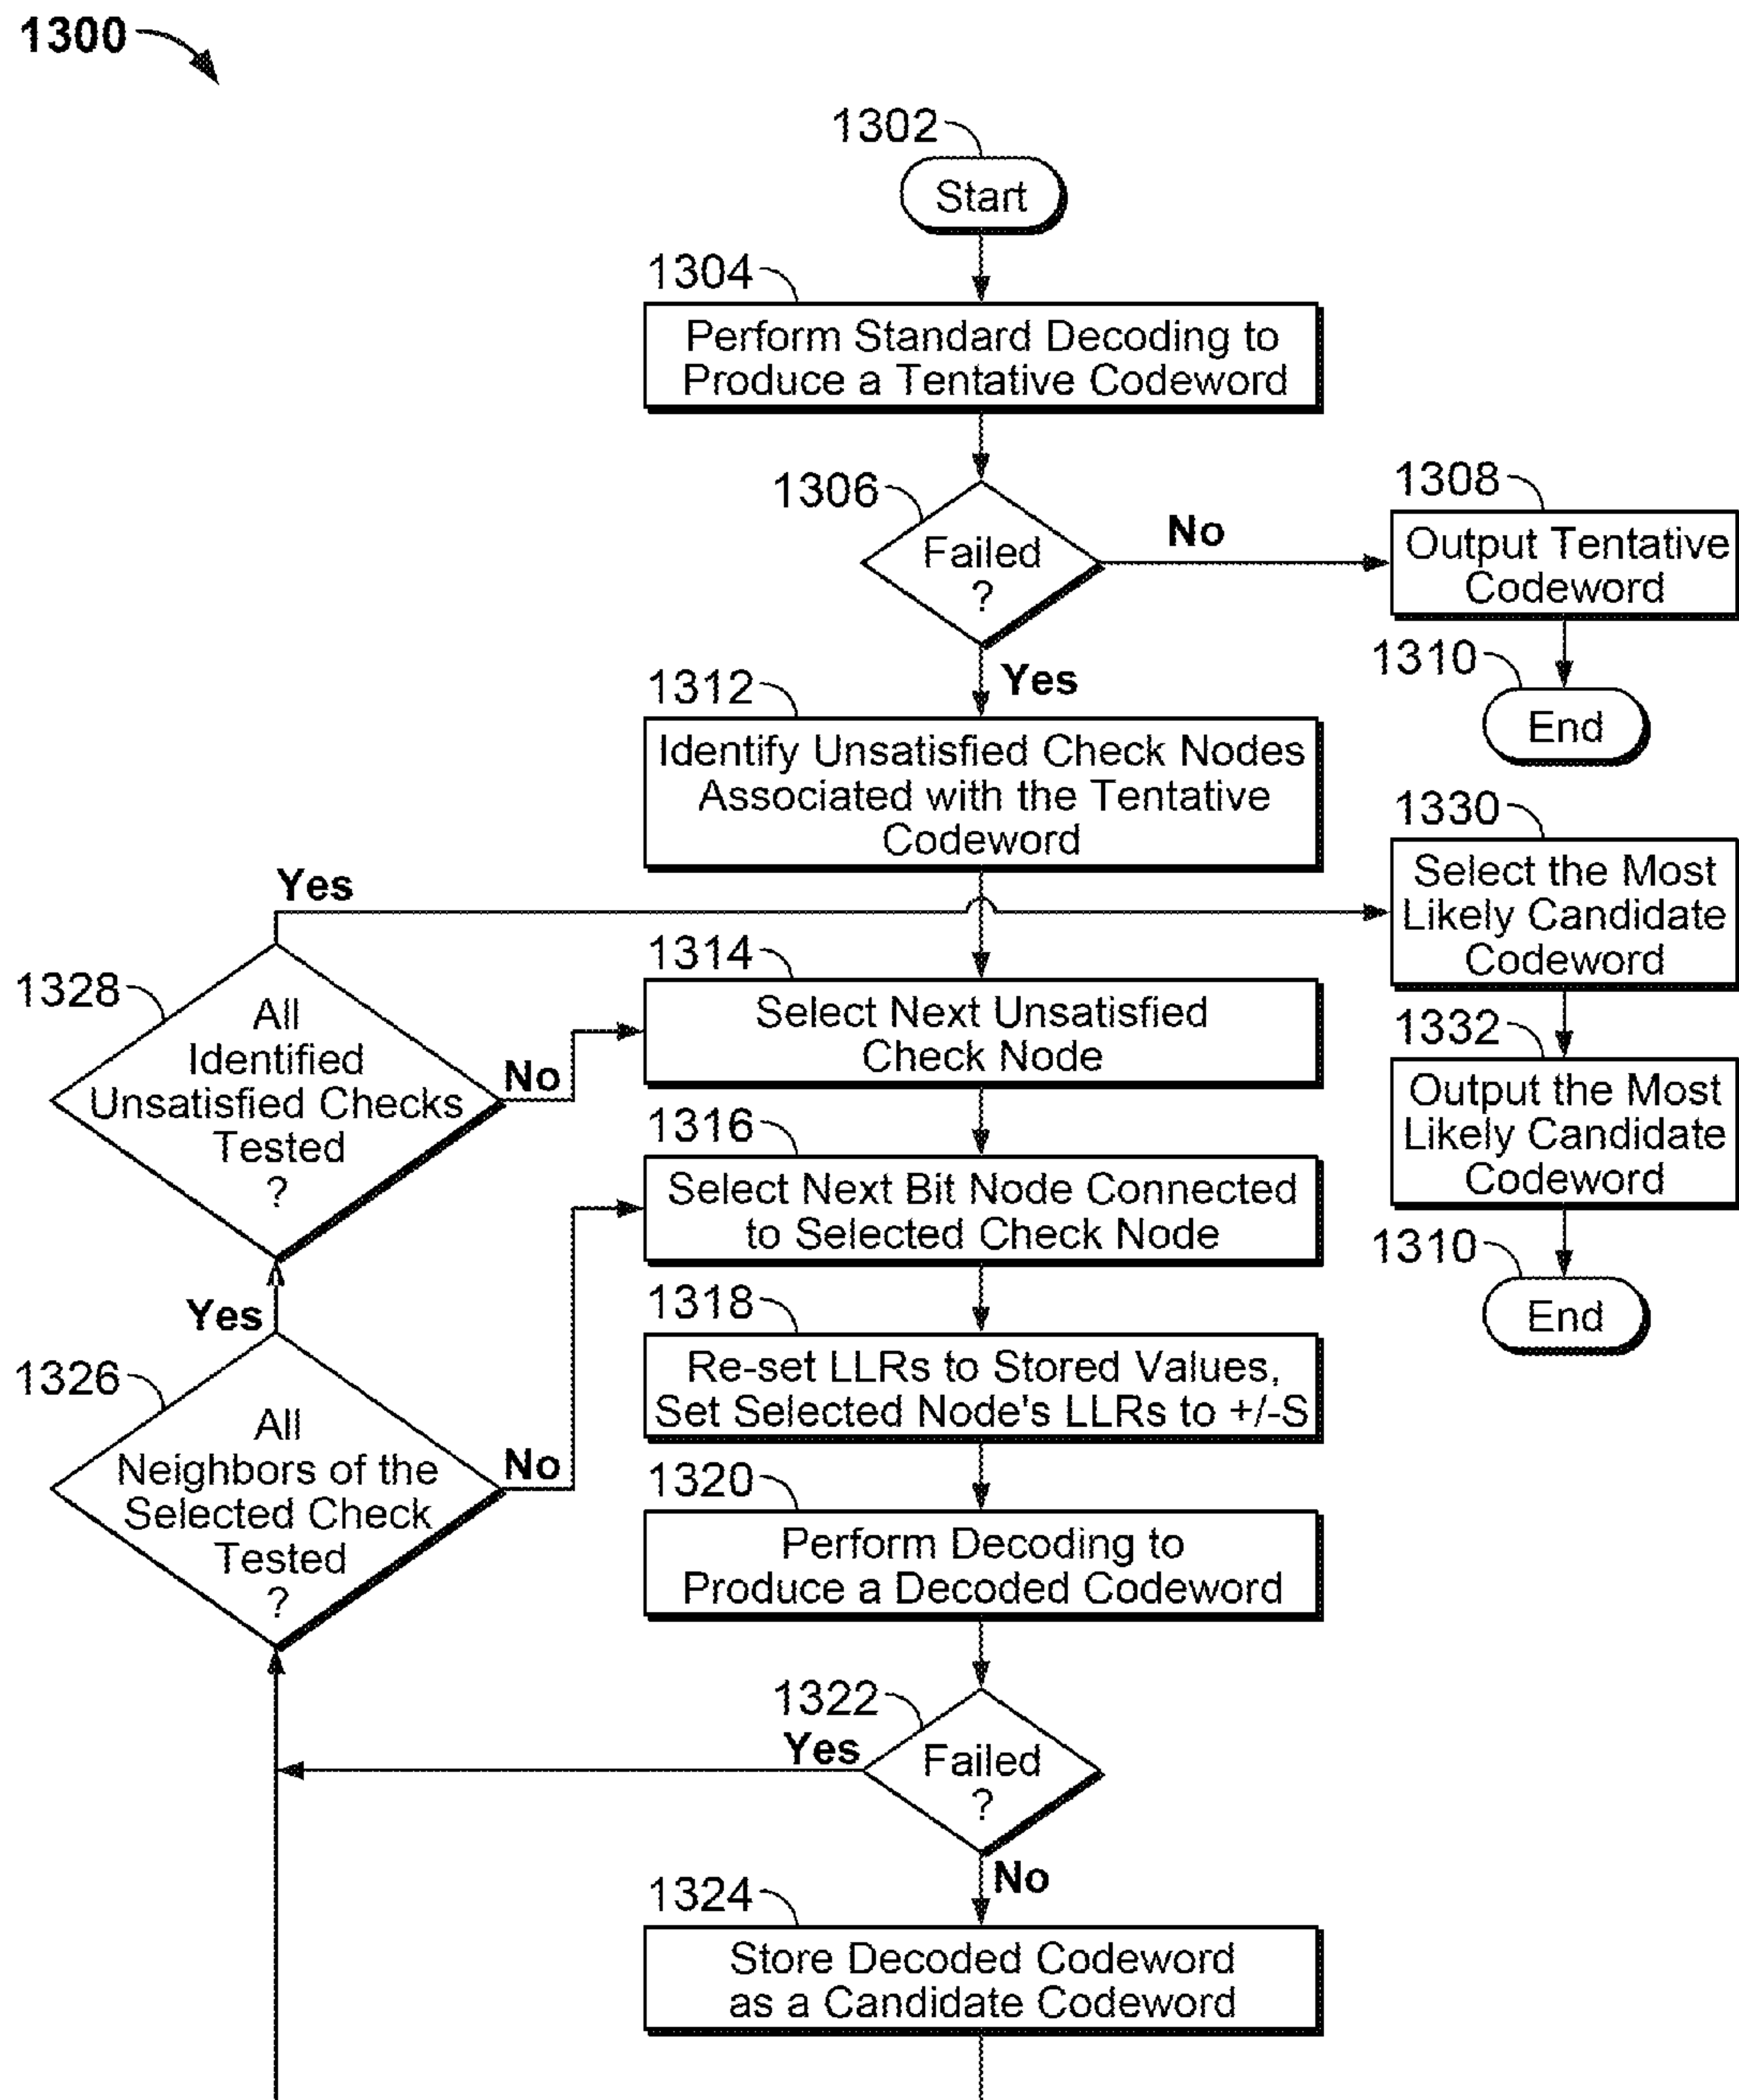 1300
1302
Start
1304
Perform Standard Decoding to
Produce a Tentative Codeword
1306
Failed
?
No
1308
Output Tentative
Codeword
1310
End
Yes
1312
Identify Unsatisfied Check Nodes
Associated with the Tentative
Codeword
1314
Select Next Unsatisfied
Check Node
1316
Select Next Bit Node Connected
to Selected Check Node
1318
Re-set LLRs to Stored Values,
Set Selected Node's LLRs to +/-S
1320
Perform Decoding to
Produce a Decoded Codeword
1322
Failed
?
Yes
No
1324
Store Decoded Codeword
as a Candidate Codeword
1326
All
Neighbors of the
Selected Check
Tested
?
No
Yes
1328
All
Identified
Unsatisfied Checks
Tested
?
No
Yes
1330
Select the Most
Likely Candidate
Codeword
1332
Output the Most
Likely Candidate
Codeword
1310
End